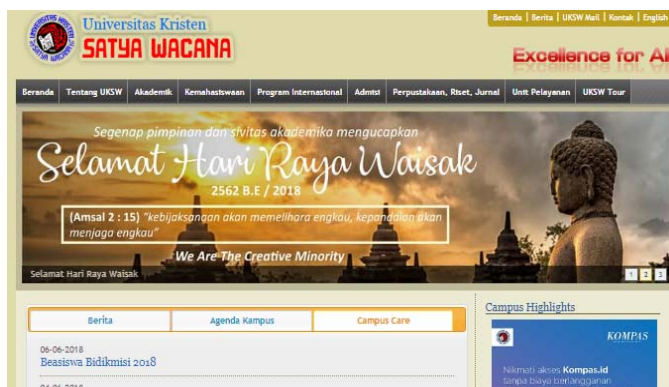 Beranda | Berita | UKSW Mail | Kontak | English
Universitas Kristen
SATYA WACANA
Excellence for Al
Beranda Tentang UKSW Akademik Kemahasiswaan Program Internasional Admisi Perpustakaan, Riset, Jurnal Unit Pelayanan UKSW Tour
Segenap pimpinan dan sivitas akademika mengucapkan
Selamat Hari Raya Waisak
2562 B.E / 2018
(Amsal 2 : 15) "kebijaksanaan akan memelihara engkau, kepandaian akan
menjaga engkau"
We Are The Creative Minority
Selamat Hari Raya Waisak
1 2 3
Campus Highlights
Berita Agenda Kampus Campus Care
06-06-2018
Beasiswa Bidikmisi 2018
KOMPAS
Nikmati akses Kompas.id
tanpa biaya berlangganan